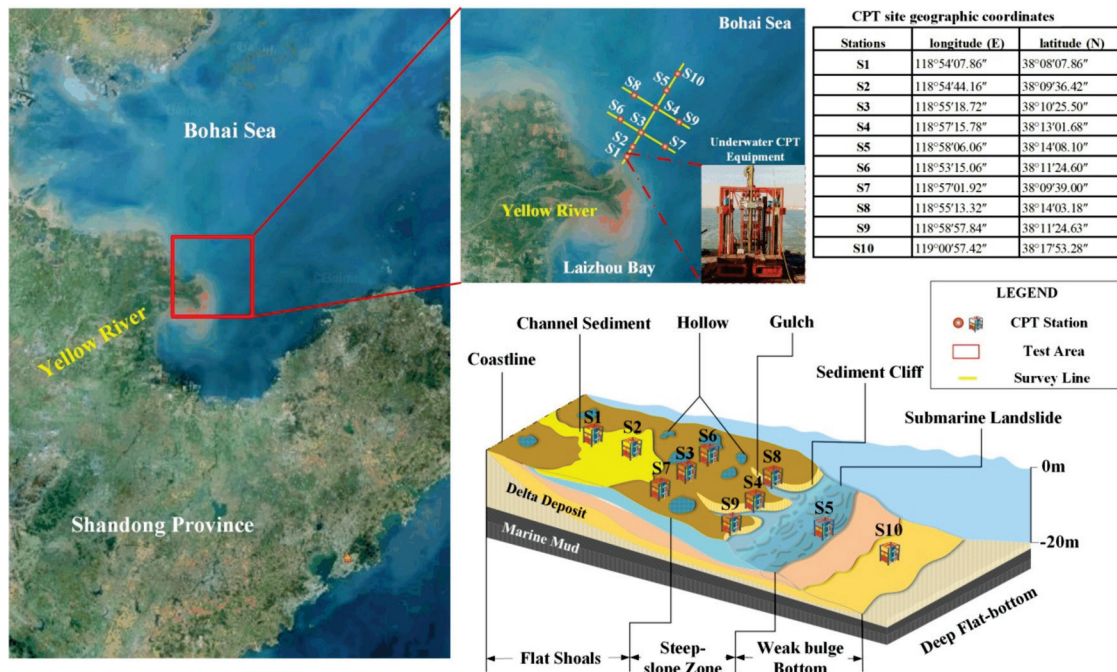 Bohai Sea
Yellow River
Shandong Province
Bohai Sea
S10
S5
S8
S4
S6
S9
S3
S2
S7
S1
Underwater CPT
Equipment
Yellow River
Laizhou Bay
CPT site geographic coordinates
Stations longitude (E) latitude (N)
S1 118°54′07.86″ 38°08′07.86″
S2 118°54′44.16″ 38°09′36.42″
S3 118°55′18.72″ 38°10′25.50″
S4 118°57′15.78″ 38°13′01.68″
S5 118°58′06.06″ 38°14′08.10″
S6 118°53′15.06″ 38°11′24.60″
S7 118°57′01.92″ 38°09′39.00″
S8 118°55′13.32″ 38°14′03.18″
S9 118°58′57.84″ 38°11′24.63″
S10 119°00′57.42″ 38°17′53.28″
LEGEND
CPT Station
Test Area
Survey Line
Channel Sediment
Hollow
Gulch
Coastline
Sediment Cliff
Submarine Landslide
S1
S2
S6
S3
S8
S7
S4
S9
S5
S10
0m
-20m
Delta Deposit
Marine Mud
Deep Flat-bottom
Flat Shoals
Steep-
slope Zone
Weak bulge
Bottom